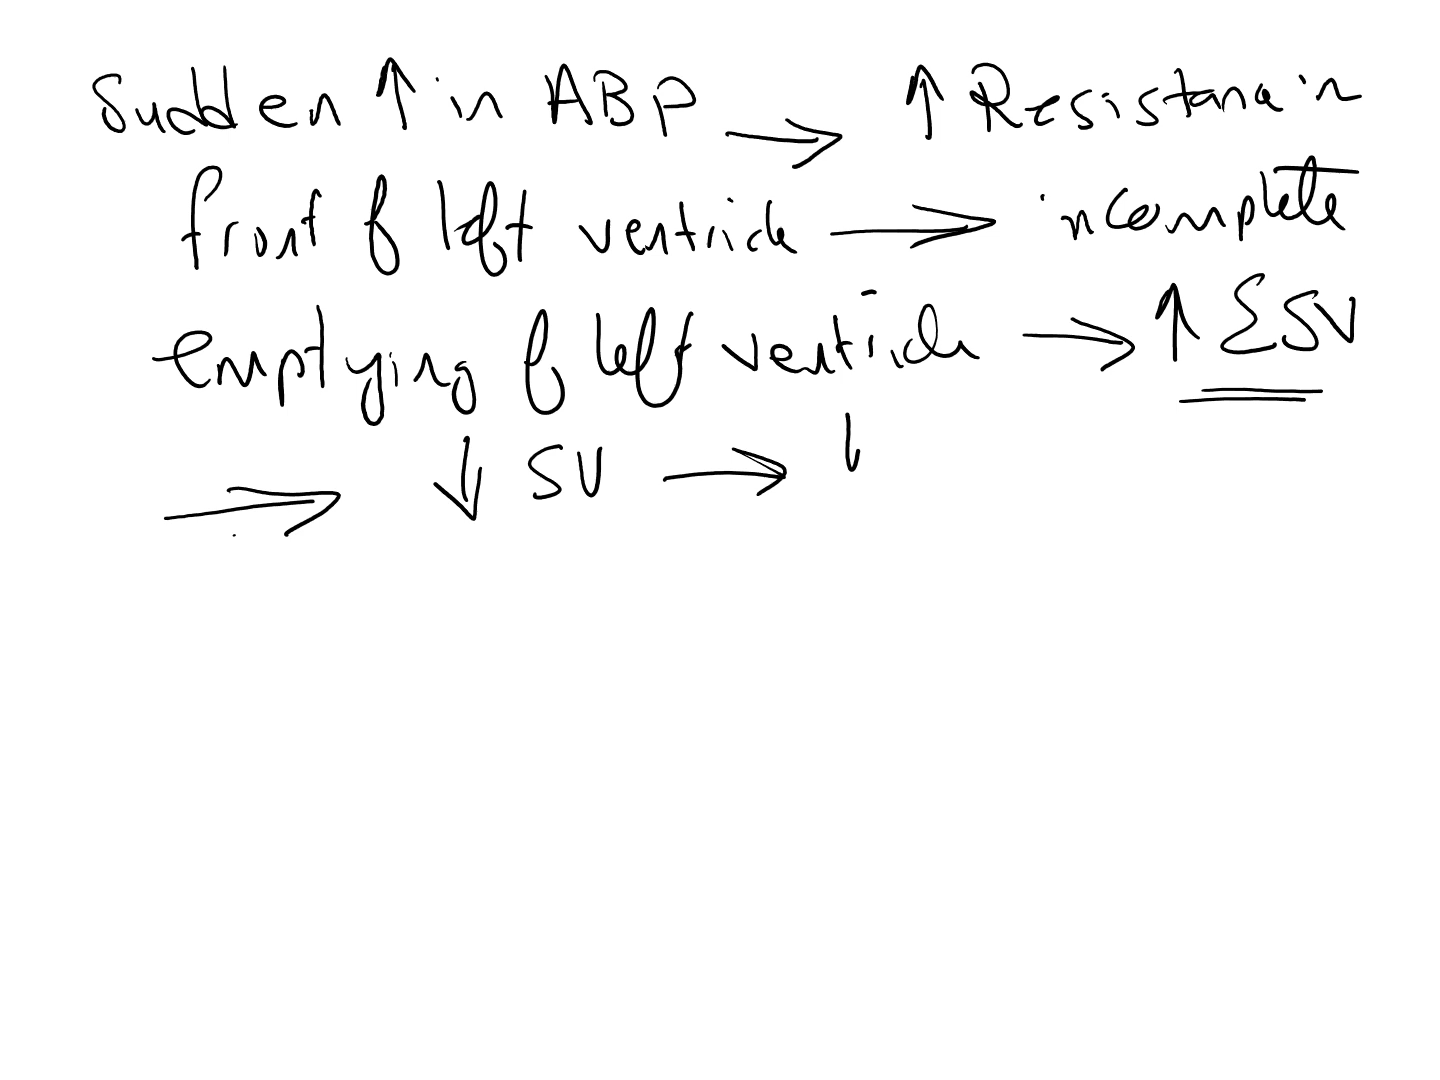 Sudden ↑ in ABP → ↑ Resistance in
front of left ventricle → incomplete
emptying of left ventricle → ↑ ESV
→ ↓ SV →